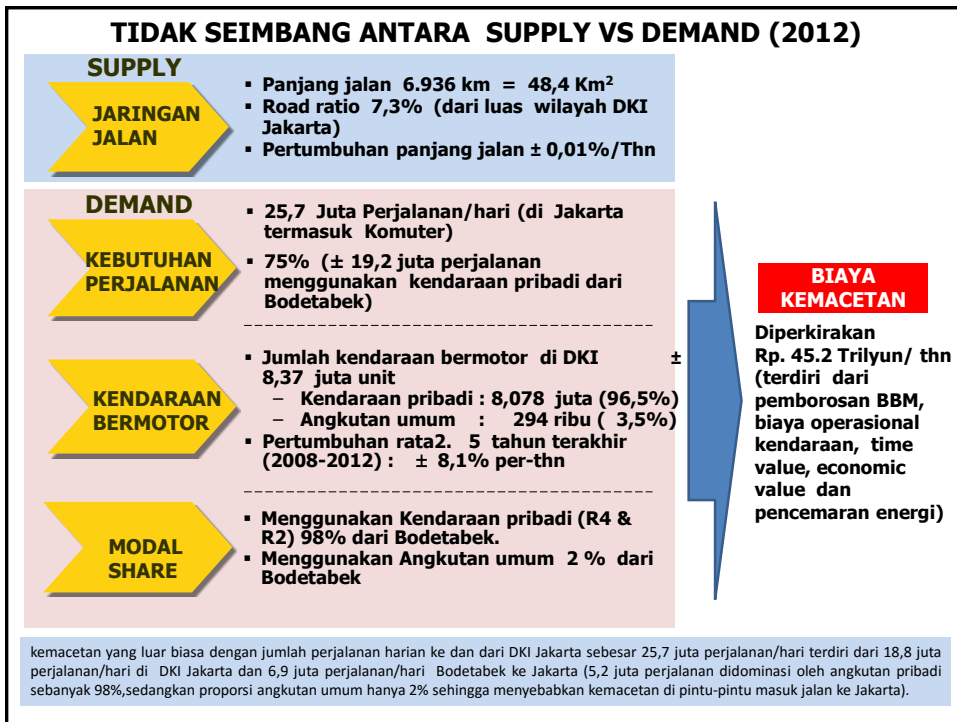 TIDAK SEIMBANG ANTARA SUPPLY VS DEMAND (2012)
SUPPLY
JARINGAN
JALAN
▪ Panjang jalan 6.936 km = 48,4 Km²
▪ Road ratio 7,3% (dari luas wilayah DKI
Jakarta)
▪ Pertumbuhan panjang jalan ± 0,01%/Thn
DEMAND
KEBUTUHAN
PERJALANAN
▪ 25,7 Juta Perjalanan/hari (di Jakarta
termasuk Komuter)
▪ 75% (± 19,2 juta perjalanan
menggunakan kendaraan pribadi dari
Bodetabek)
KENDARAAN
BERMOTOR
▪ Jumlah kendaraan bermotor di DKI ±
8,37 juta unit
– Kendaraan pribadi : 8,078 juta (96,5%)
– Angkutan umum : 294 ribu ( 3,5%)
▪ Pertumbuhan rata2. 5 tahun terakhir
(2008-2012) : ± 8,1% per-thn
MODAL
SHARE
▪ Menggunakan Kendaraan pribadi (R4 &
R2) 98% dari Bodetabek.
▪ Menggunakan Angkutan umum 2 % dari
Bodetabek
BIAYA
KEMACETAN
Diperkirakan
Rp. 45.2 Trilyun/ thn
(terdiri dari
pemborosan BBM,
biaya operasional
kendaraan, time
value, economic
value dan
pencemaran energi)
kemacetan yang luar biasa dengan jumlah perjalanan harian ke dan dari DKI Jakarta sebesar 25,7 juta perjalanan/hari terdiri dari 18,8 juta
perjalanan/hari di DKI Jakarta dan 6,9 juta perjalanan/hari Bodetabek ke Jakarta (5,2 juta perjalanan didominasi oleh angkutan pribadi
sebanyak 98%,sedangkan proporsi angkutan umum hanya 2% sehingga menyebabkan kemacetan di pintu-pintu masuk jalan ke Jakarta).